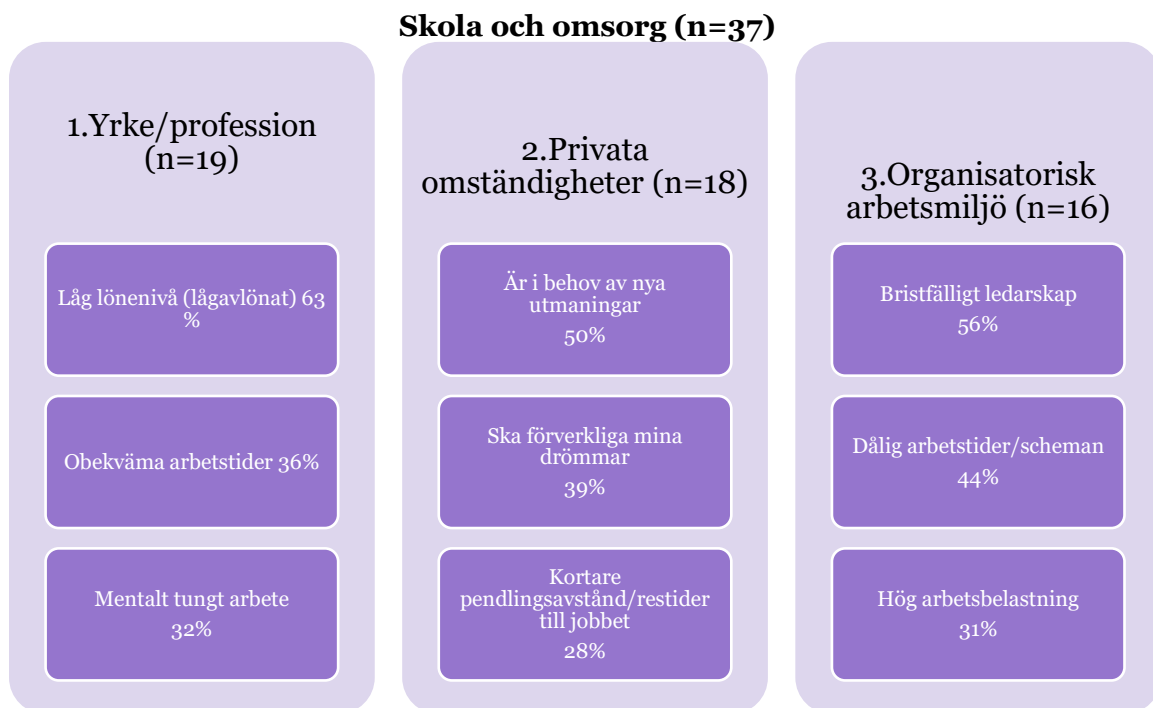 Skola och omsorg (n=37)
1.Yrke/profession
(n=19)
Låg lönenivå (lågavlönat) 63
%
Obekväma arbetstider 36%
Mentalt tungt arbete
32%
2.Privata
omständigheter (n=18)
Är i behov av nya
utmaningar
50%
Ska förverkliga mina
drömmar
39%
Kortare
pendlingsavstånd/restider
till jobbet
28%
3.Organisatorisk
arbetsmiljö (n=16)
Bristfälligt ledarskap
56%
Dålig arbetstider/scheman
44%
Hög arbetsbelastning
31%